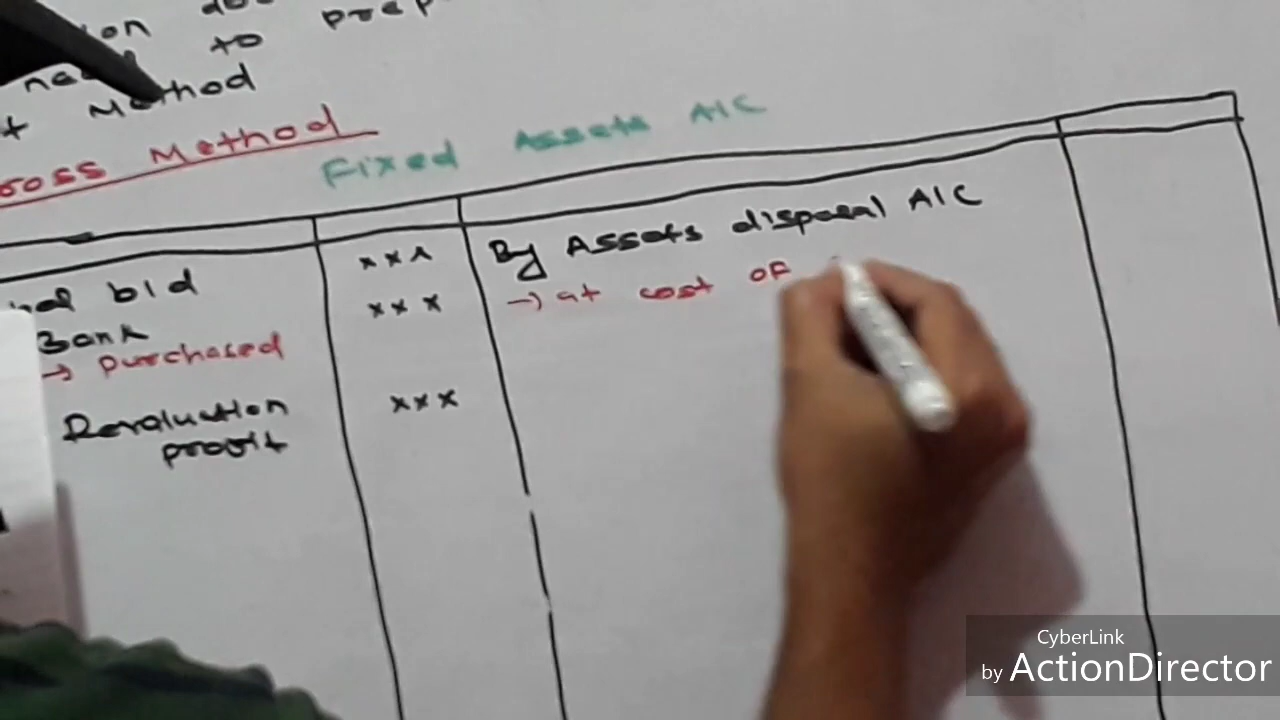 to prep
Method
Method
Fixed Assets A/C
bld xxx
Bank xxx
→ purchased
Revaluation xxx
profit
By Assets disposal A/C
→ at cost of
CyberLink
by ActionDirector